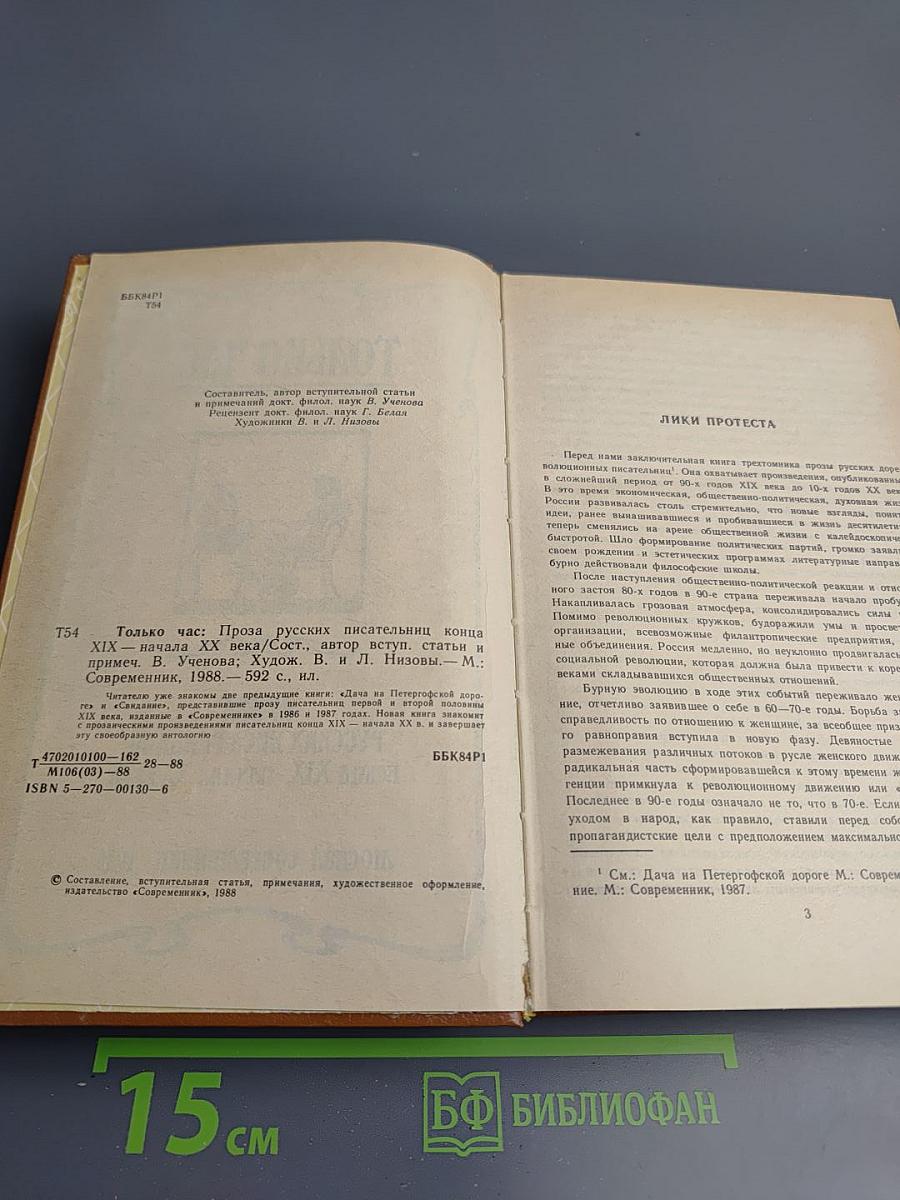 ББК84Р1
Т54
Составитель, автор вступительной статьи
и примечаний докт. филол. наук В. Ученова
Рецензент докт. филол. наук Г. Белая
Художники В. и Л. Низовы
Т54 Только час: Проза русских писательниц конца
XIX — начала XX века/Сост., автор вступ. статьи и
примеч. В. Ученова; Худож. В. и Л. Низовы.— М.:
Современник, 1988.— 592 с., ил.
Читателю уже знакомы две предыдущие книги: «Дача на Петергофской доро-
ге» и «Свидание», представившие прозу писательниц первой и второй половины
XIX века, изданные в «Современнике» в 1986 и 1987 годах. Новая книга знакомит
с прозаическими произведениями писательниц конца XIX — начала XX в. и завершает
эту своеобразную антологию
Т 4702010100—162 28—88 ББК84Р1
М106(03)—88
ISBN 5—270—00130—6
© Составление, вступительная статья, примечания, художественное оформление,
издательство «Современник», 1988
ЛИКИ ПРОТЕСТА
Перед нами заключительная книга трехтомника прозы русских доре-
волюционных писательниц¹. Она охватывает произведения, опубликованны
в сложнейший период от 90-х годов XIX века до 10-х годов XX век
В это время экономическая, общественно-политическая, духовная жиз
России развивалась столь стремительно, что новые взгляды, понят
идеи, ранее вынашивавшиеся и пробивавшиеся в жизнь десятилети
теперь сменялись на арене общественной жизни с калейдоскопиче
быстротой. Шло формирование политических партий, громко заявл
своем рождении и эстетических программах литературные направ
бурно действовали философские школы.
После наступления общественно-политической реакции и отно
ного застоя 80-х годов в 90-е страна переживала начало пробу
Накапливалась грозовая атмосфера, консолидировались силы
Помимо революционных кружков, будоражили умы и просвет
организации, всевозможные филантропические предприятия,
ные объединения. Россия медленно, но неуклонно продвигалась
социальной революции, которая должна была привести к коре
веками складывавшихся общественных отношений.
Бурную эволюцию в ходе этих событий переживало жен
ние, отчетливо заявившее о себе в 60—70-е годы. Борьба з
справедливость по отношению к женщине, за всеобщее приз
го равноправия вступила в новую фазу. Девяностые
размежевания различных потоков в русле женского движ
радикальная часть сформировавшейся к этому времени ж
генции примкнула к революционному движению или «
Последнее в 90-е годы означало не то, что в 70-е. Если
уходом в народ, как правило, ставили перед собо
пропагандистские цели с предположением максимально
¹ См.: Дача на Петергофской дороге М.: Соврем
ние. М.: Современник, 1987.
3
15 см
БФ БИБЛИОФАН